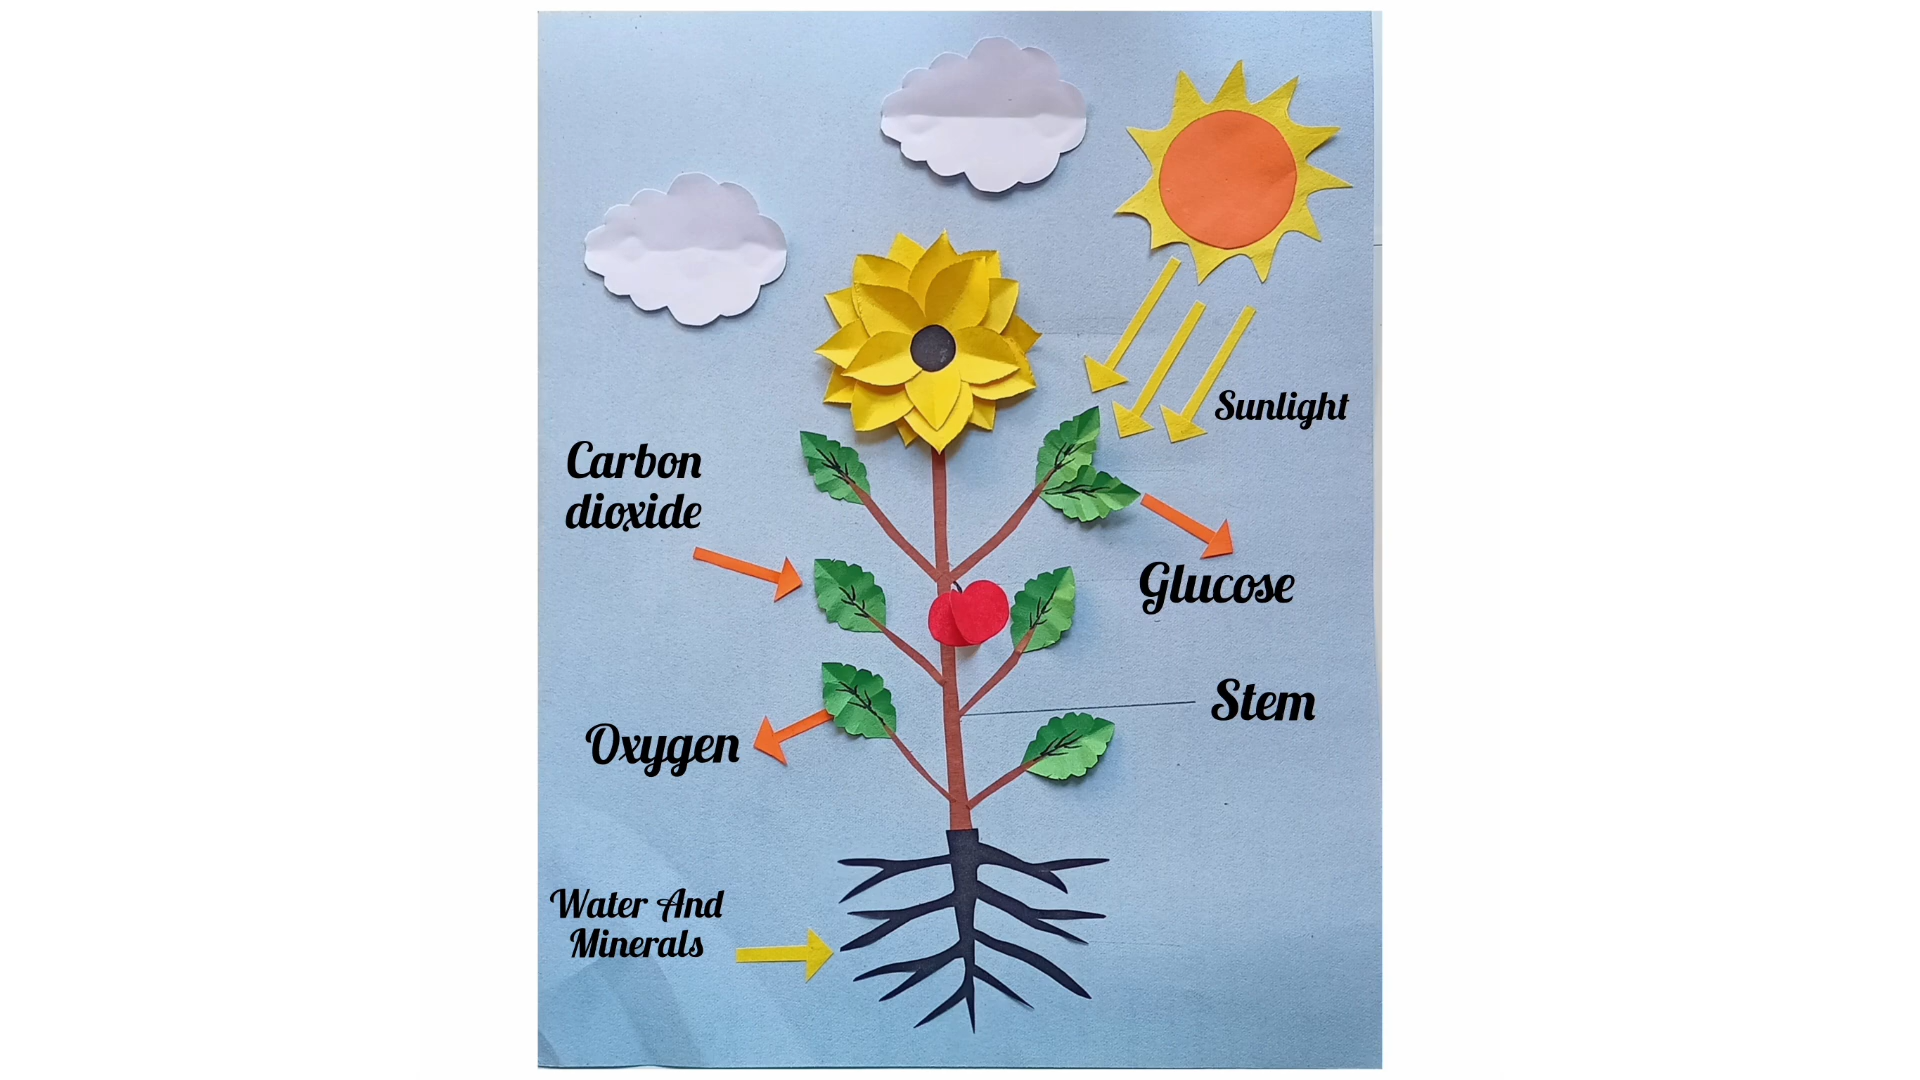 Sunlight
Carbon
dioxide
Glucose
Stem
Oxygen
Water And
Minerals